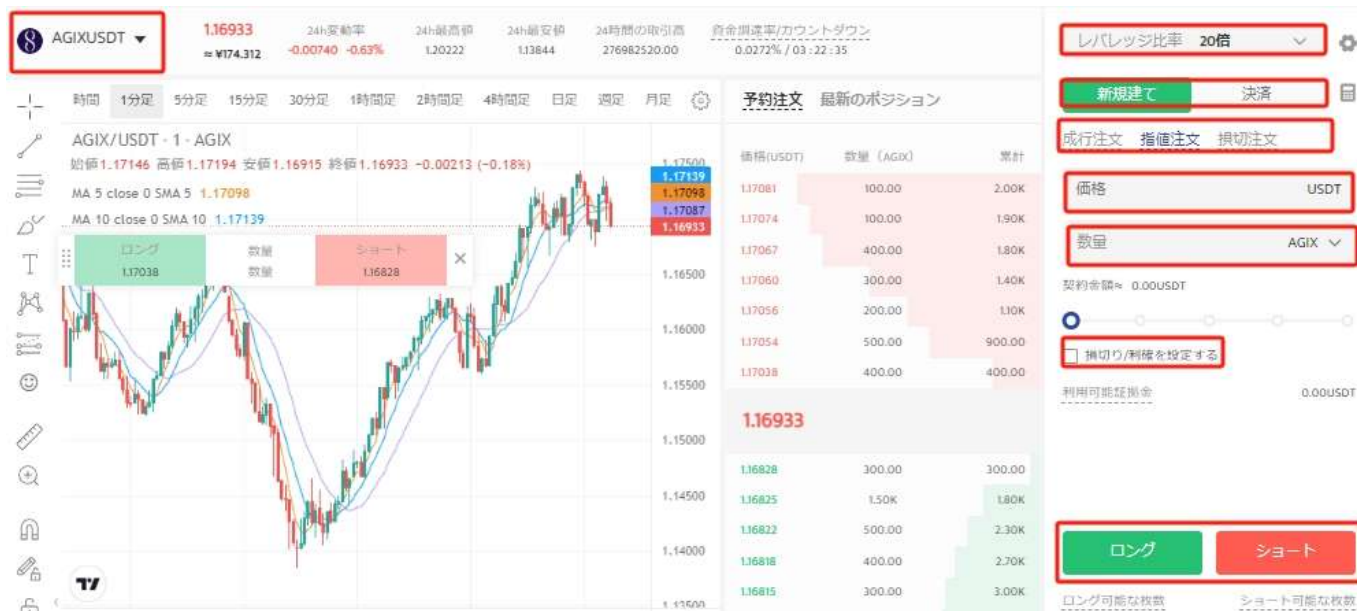 AGIXUSDT
1.16933
≈ ¥174.312
24h変動率
-0.00740 -0.63%
24h最高値
1.20222
24h最安値
1.13844
24時間の取引高
276982520.00
資金調達率/カウントダウン
0.0272% / 03 : 22 : 35
時間 1分足 5分足 15分足 30分足 1時間足 2時間足 4時間足 日足 週足 月足
AGIX/USDT · 1 · AGIX
始値1.17146 高値1.17194 安値1.16915 終値1.16933 −0.00213 (−0.18%)
MA 5 close 0 SMA 5 1.17098
MA 10 close 0 SMA 10 1.17139
ロング
1.17038
数量
数量
ショート
1.16828
1.17500
1.17139
1.17098
1.17087
1.16933
1.16500
1.16000
1.15500
1.15000
1.14500
1.14000
1.13500
予約注文 最新のポジション
価格(USDT) 数量 (AGIX) 累計
1.17081 100.00 2.00K
1.17074 100.00 1.90K
1.17067 400.00 1.80K
1.17060 300.00 1.40K
1.17056 200.00 1.10K
1.17054 500.00 900.00
1.17038 400.00 400.00
1.16933
1.16828 300.00 300.00
1.16825 1.50K 1.80K
1.16822 500.00 2.30K
1.16818 400.00 2.70K
1.16815 300.00 3.00K
レバレッジ比率 20倍
新規建て 決済
成行注文 指値注文 損切注文
価格 USDT
数量 AGIX
契約金額≈ 0.00USDT
損切り/利確を設定する
利用可能証拠金 0.00USDT
ロング ショート
ロング可能な枚数 ショート可能な枚数